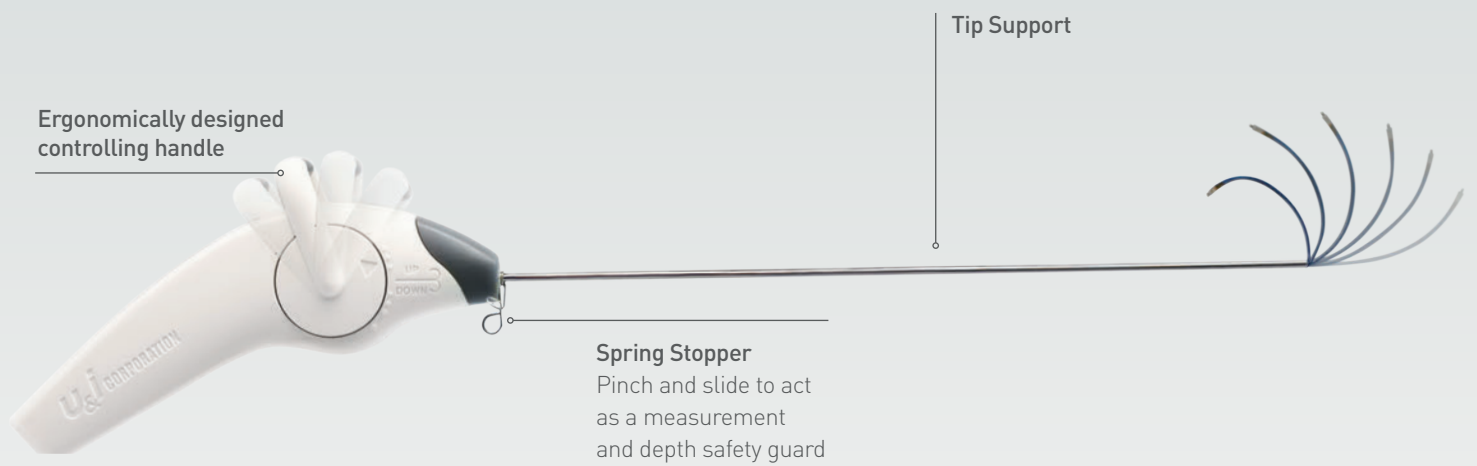 Tip Support
Ergonomically designed
controlling handle
UP
DOWN
u&i CORPORATION
Spring Stopper
Pinch and slide to act
as a measurement
and depth safety guard